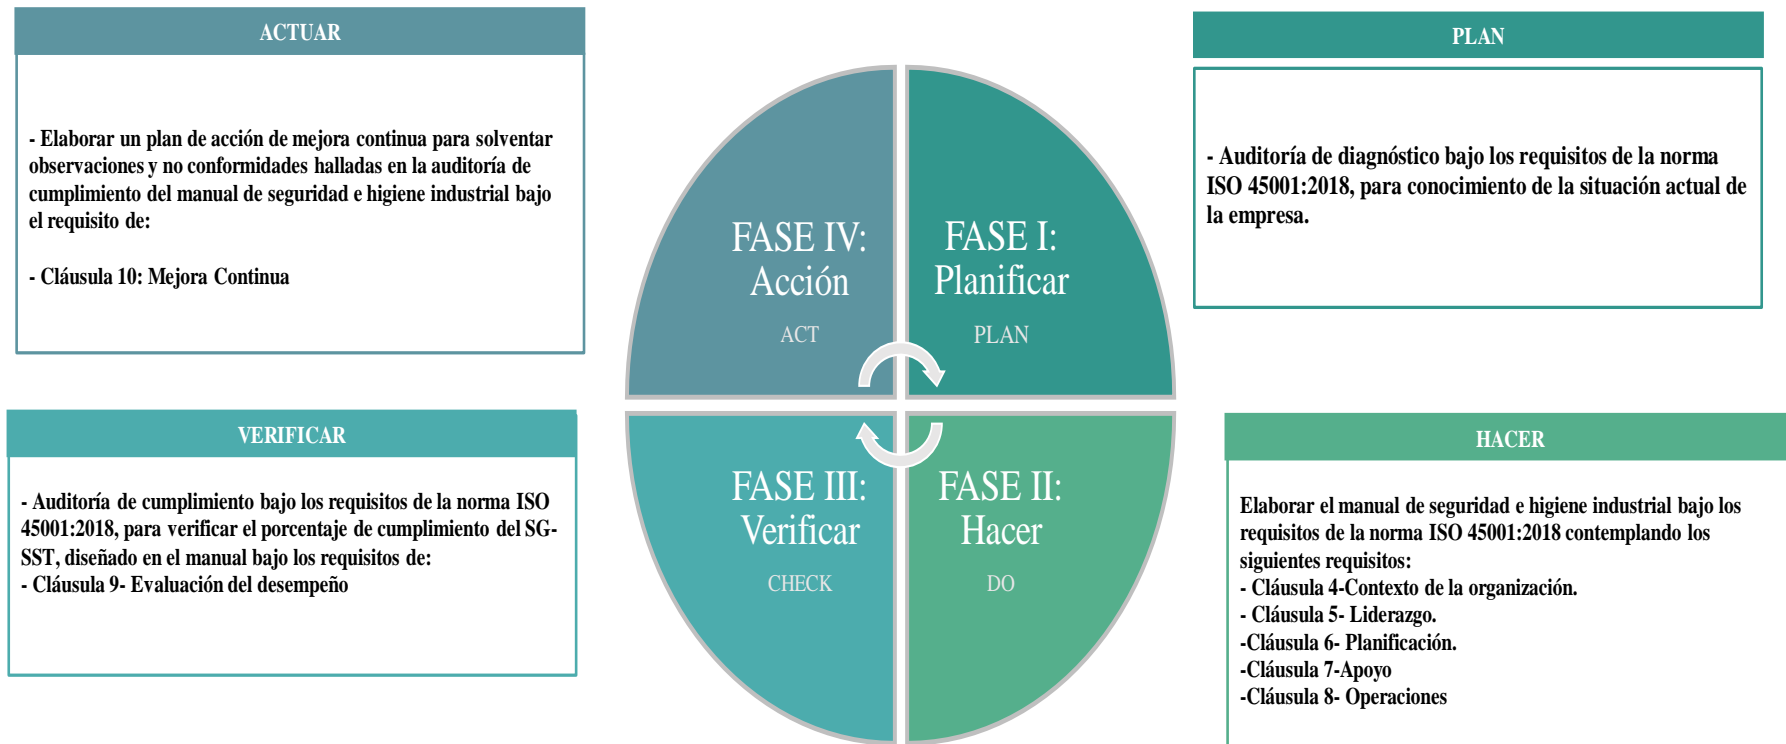 ACTUAR
- Elaborar un plan de acción de mejora continua para solventar
observaciones y no conformidades halladas en la auditoría de
cumplimiento del manual de seguridad e higiene industrial bajo
el requisito de:
- Cláusula 10: Mejora Continua
PLAN
- Auditoría de diagnóstico bajo los requisitos de la norma
ISO 45001:2018, para conocimiento de la situación actual de
la empresa.
FASE IV:
Acción
ACT
FASE I:
Planificar
PLAN
VERIFICAR
- Auditoría de cumplimiento bajo los requisitos de la norma ISO
45001:2018, para verificar el porcentaje de cumplimiento del SG-
SST, diseñado en el manual bajo los requisitos de:
- Cláusula 9- Evaluación del desempeño
FASE III:
Verificar
CHECK
FASE II:
Hacer
DO
HACER
Elaborar el manual de seguridad e higiene industrial bajo los
requisitos de la norma ISO 45001:2018 contemplando los
siguientes requisitos:
- Cláusula 4-Contexto de la organización.
- Cláusula 5- Liderazgo.
-Cláusula 6- Planificación.
-Cláusula 7-Apoyo
-Cláusula 8- Operaciones